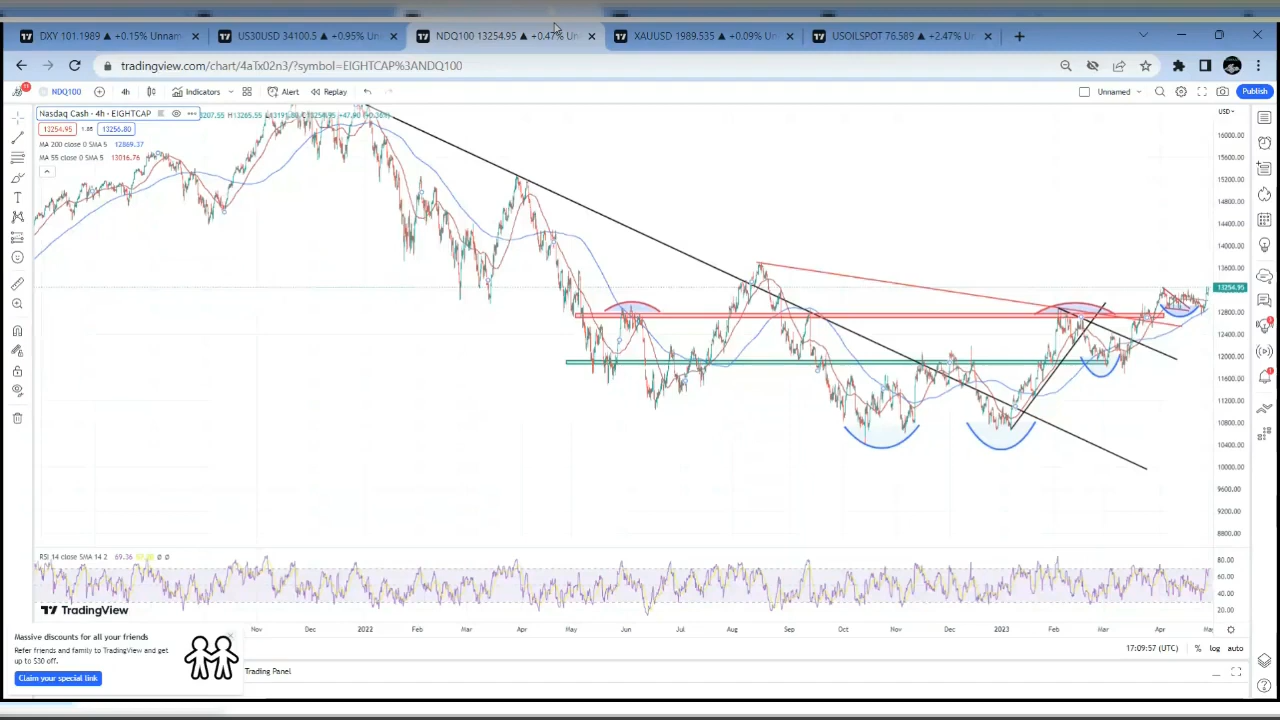 DXY 101.1989 ▲ +0.15% Unnam
US30USD 34100.5 ▲ +0.95% Unn
NDQ100 13254.95 ▲ +0.47% Un
XAUUSD 1989.535 ▲ +0.09% Un
USOILSPOT 76.589 ▲ +2.47% Un
tradingview.com/chart/4aTx02n3/?symbol=EIGHTCAP%3ANDQ100
NDQ100
4h
Indicators
Alert
Replay
Unnamed
Publish
Nasdaq Cash - 4h - EIGHTCAP
USD
13254.95
1.85
13256.80
MA 200 close 0 SMA 5 12869.37
MA 55 close 0 SMA 5 13016.76
16000.00
15600.00
15200.00
14800.00
14400.00
14000.00
13600.00
13254.95
12800.00
12400.00
12000.00
11600.00
11200.00
10800.00
10400.00
10000.00
9600.00
9200.00
8800.00
RSI 14 close SMA 14 2 69.36
80.00
60.00
40.00
20.00
TradingView
Nov Dec 2022 Feb Mar Apr May Jun Jul Aug Sep Oct Nov Dec 2023 Feb Mar Apr
Massive discounts for all your friends
Refer friends and family to TradingView and get
up to $30 off.
Claim your special link
17:09:57 (UTC)
% log auto
Trading Panel